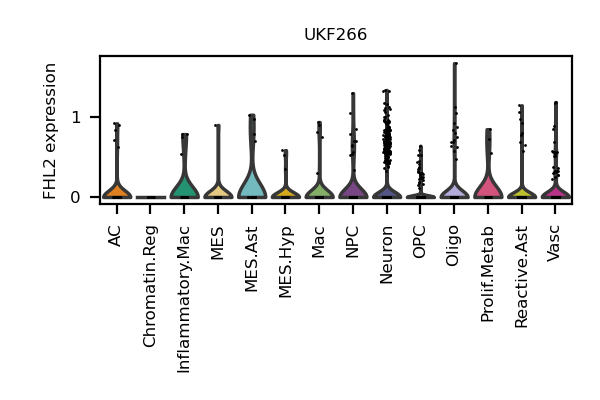 UKF266
FHL2 expression
1
0
AC
Chromatin.Reg
Inflammatory.Mac
MES
MES.Ast
MES.Hyp
Mac
NPC
Neuron
OPC
Oligo
Prolif.Metab
Reactive.Ast
Vasc